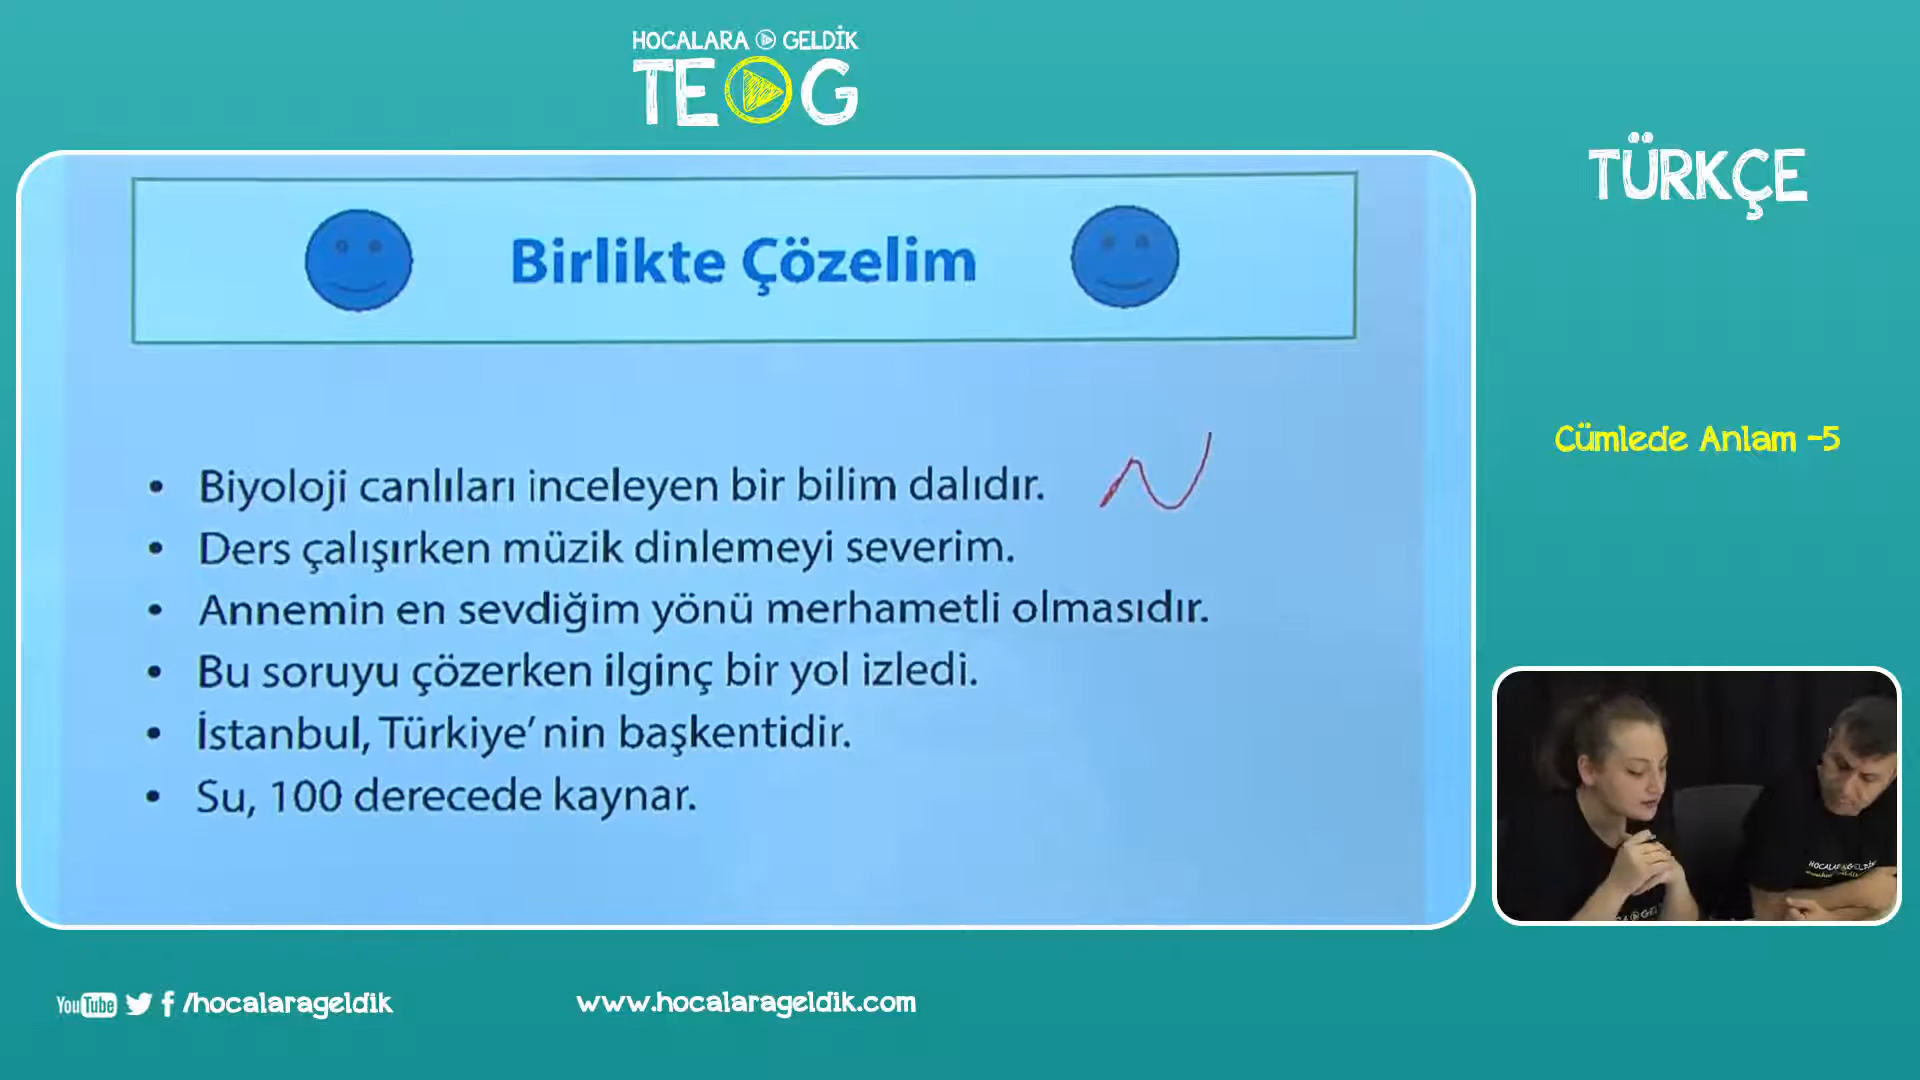 HOCALARA GELDİK
TEOG
TÜRKÇE
Birlikte Çözelim
Cümlede Anlam -5
• Biyoloji canlıları inceleyen bir bilim dalıdır. N
• Ders çalışırken müzik dinlemeyi severim.
• Annemin en sevdiğim yönü merhametli olmasıdır.
• Bu soruyu çözerken ilginç bir yol izledi.
• İstanbul, Türkiye’nin başkentidir.
• Su, 100 derecede kaynar.
YouTube f /hocalarageldik
www.hocalarageldik.com